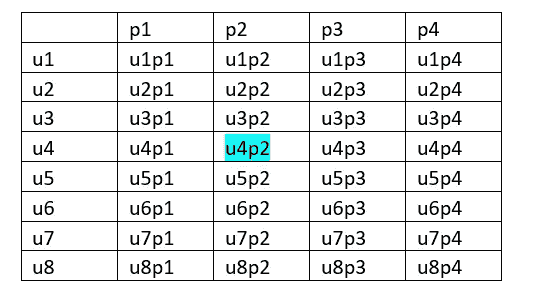 p1 p2 p3 p4
u1 u1p1 u1p2 u1p3 u1p4
u2 u2p1 u2p2 u2p3 u2p4
u3 u3p1 u3p2 u3p3 u3p4
u4 u4p1 u4p2 u4p3 u4p4
u5 u5p1 u5p2 u5p3 u5p4
u6 u6p1 u6p2 u6p3 u6p4
u7 u7p1 u7p2 u7p3 u7p4
u8 u8p1 u8p2 u8p3 u8p4